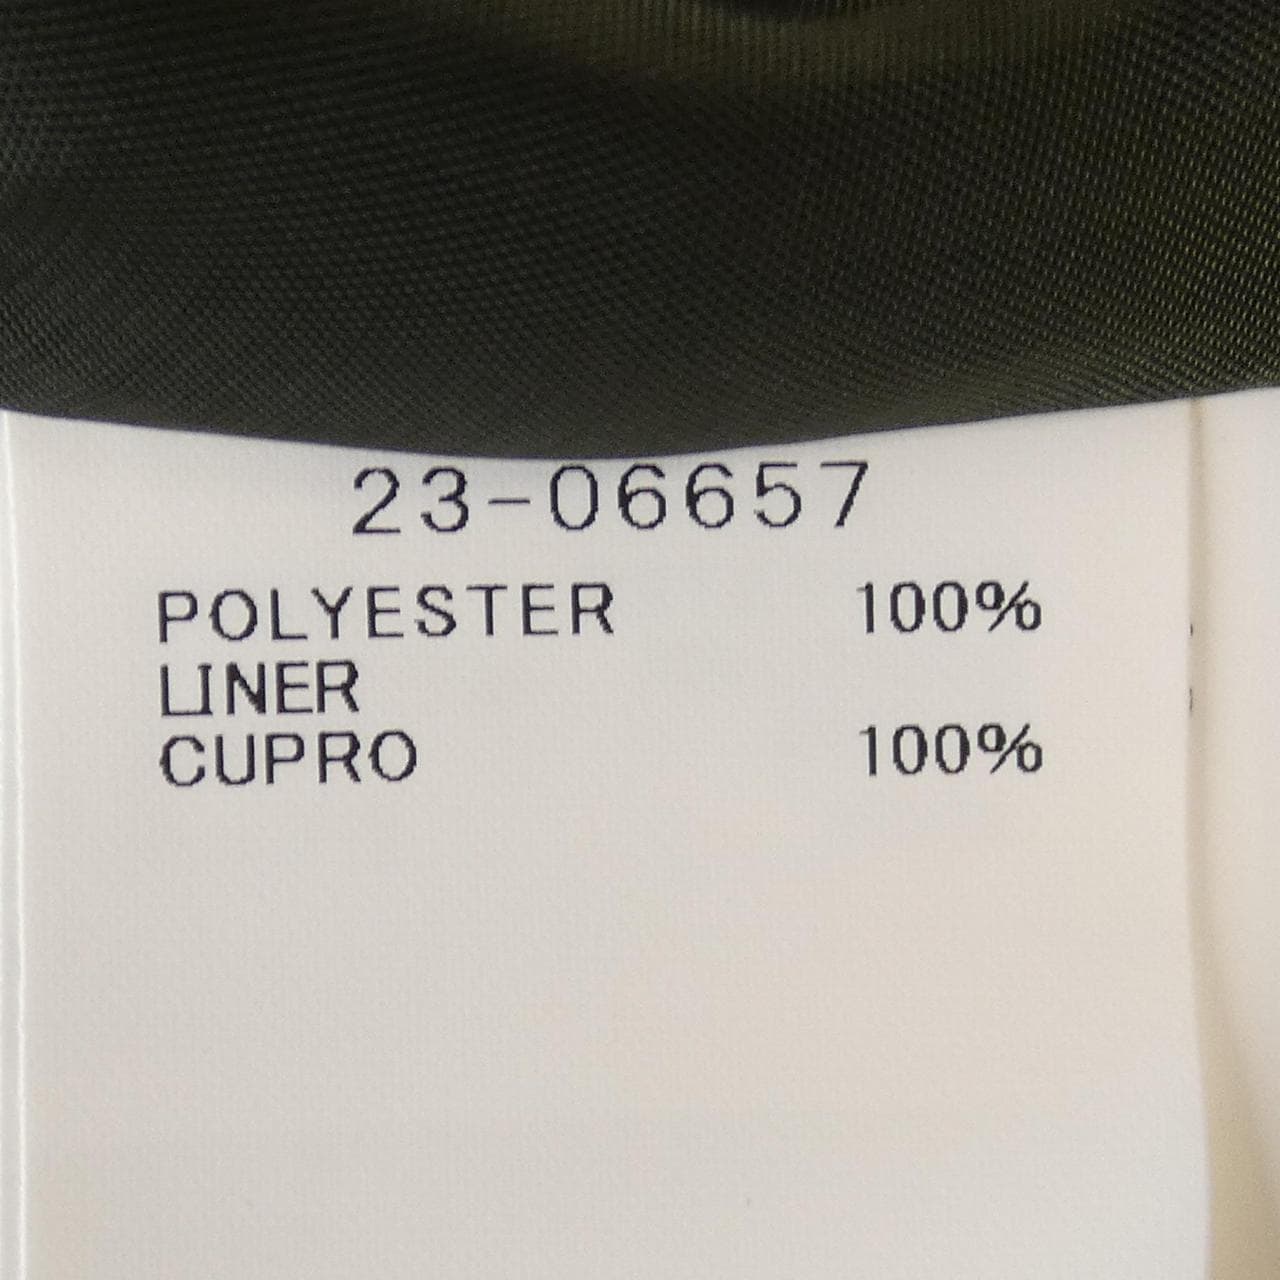 23-06657
POLYESTER 100%
LINER
CUPRO 100%